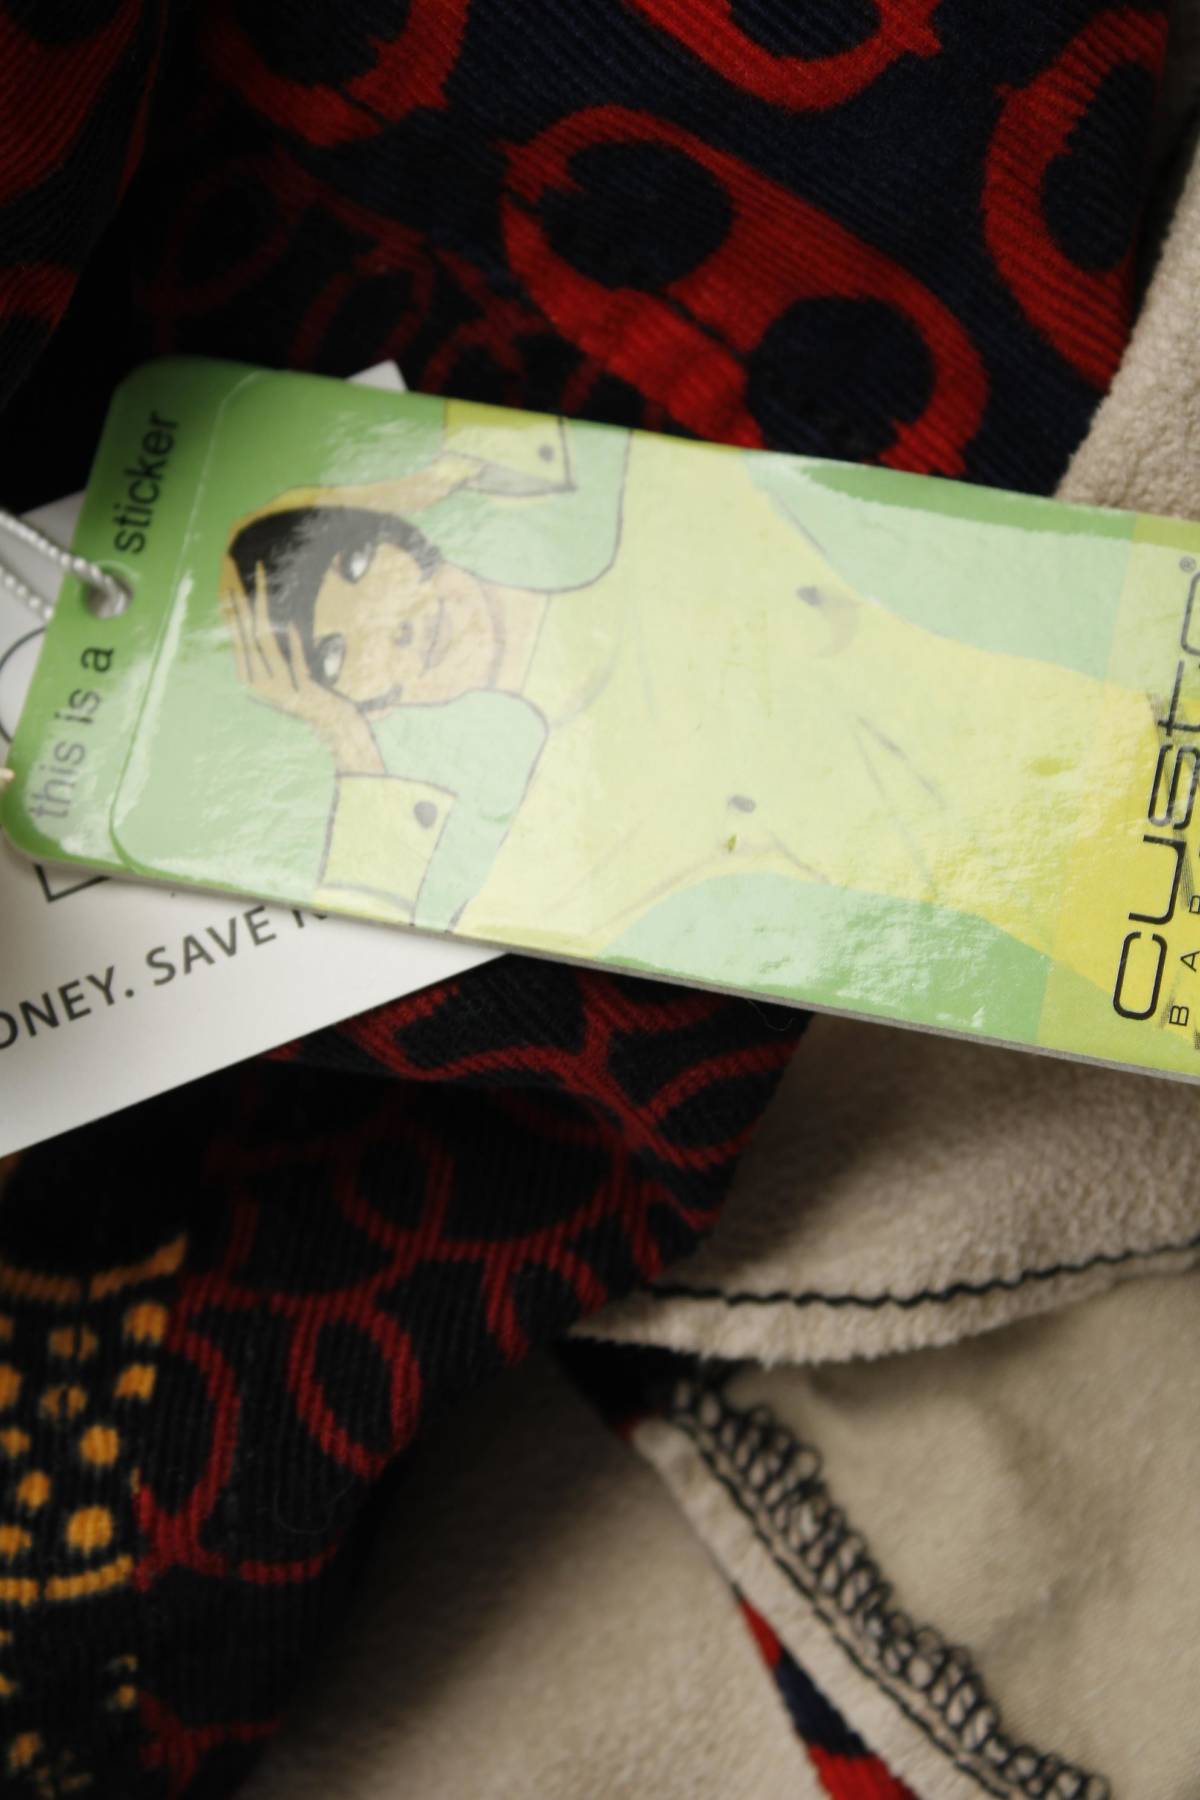 this is a sticker
custo®
ONEY. SAVE